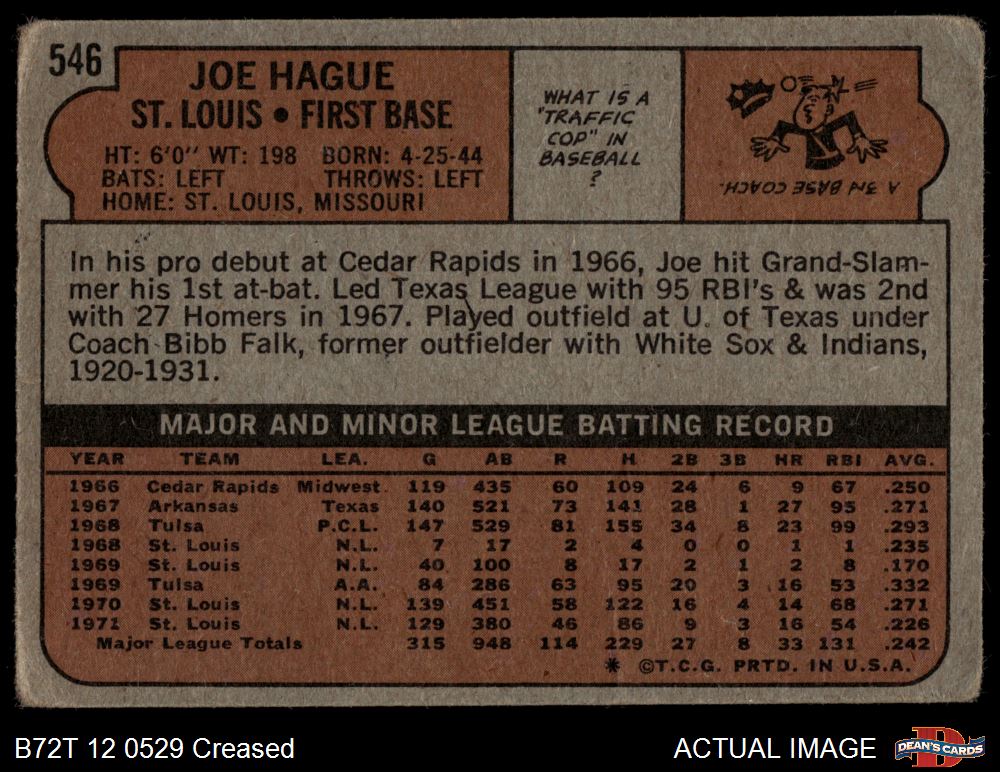 546
JOE HAGUE
ST. LOUIS • FIRST BASE
HT: 6'0" WT: 198 BORN: 4-25-44
BATS: LEFT THROWS: LEFT
HOME: ST. LOUIS, MISSOURI
WHAT IS A
"TRAFFIC
COP" IN
BASEBALL
?
A 3RD BASE COACH.
In his pro debut at Cedar Rapids in 1966, Joe hit Grand-Slam-
mer his 1st at-bat. Led Texas League with 95 RBI's & was 2nd
with 27 Homers in 1967. Played outfield at U. of Texas under
Coach Bibb Falk, former outfielder with White Sox & Indians,
1920-1931.
MAJOR AND MINOR LEAGUE BATTING RECORD
YEAR TEAM LEA. G AB R H 2B 3B HR RBI AVG.
1966 Cedar Rapids Midwest 119 435 60 109 24 6 9 67 .250
1967 Arkansas Texas 140 521 73 141 28 1 27 95 .271
1968 Tulsa P.C.L. 147 529 81 155 34 8 23 99 .293
1968 St. Louis N.L. 7 17 2 4 0 0 1 1 .235
1969 St. Louis N.L. 40 100 8 17 2 1 2 8 .170
1969 Tulsa A.A. 84 286 63 95 20 3 16 53 .332
1970 St. Louis N.L. 139 451 58 122 16 4 14 68 .271
1971 St. Louis N.L. 129 380 46 86 9 3 16 54 .226
Major League Totals 315 948 114 229 27 8 33 131 .242
* ©T.C.G. PRTD. IN U.S.A.
B72T 12 0529 Creased
ACTUAL IMAGE
DEAN'S CARDS